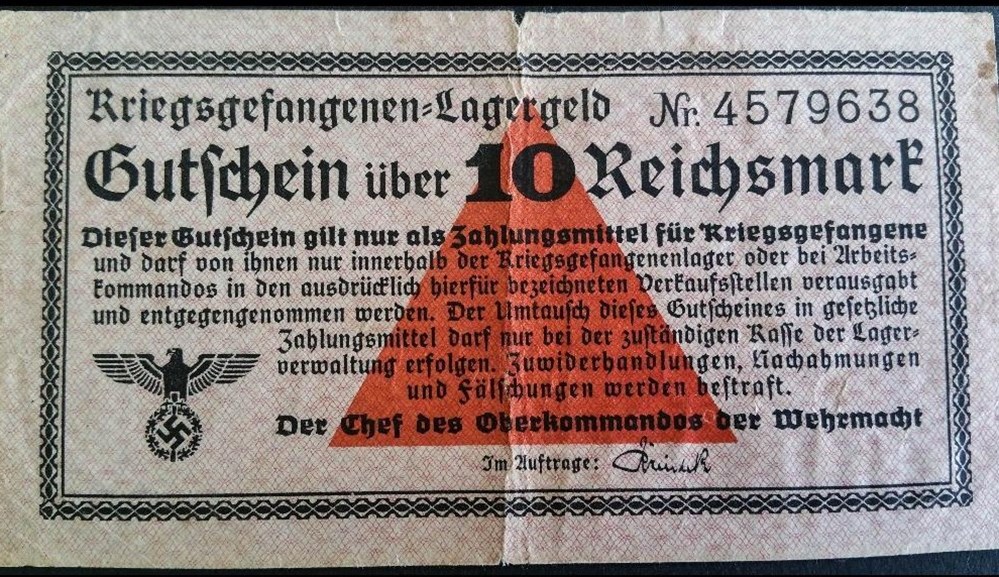 Kriegsgefangenen=Lagergeld Nr. 4579638
Gutschein über 10 Reichsmark
Dieser Gutschein gilt nur als Zahlungsmittel für Kriegsgefangene
und darf von ihnen nur innerhalb der Kriegsgefangenenlager oder bei Arbeits=
kommandos in den ausdrücklich hierfür bezeichneten Verkaufsstellen verausgabt
und entgegengenommen werden. Der Umtausch dieses Gutscheines in gesetzliche
Zahlungsmittel darf nur bei der zuständigen Kasse der Lager=
verwaltung erfolgen. Zuwiderhandlungen, Nachahmungen
und Fälschungen werden bestraft.
Der Chef des Oberkommandos der Wehrmacht
Im Auftrage: